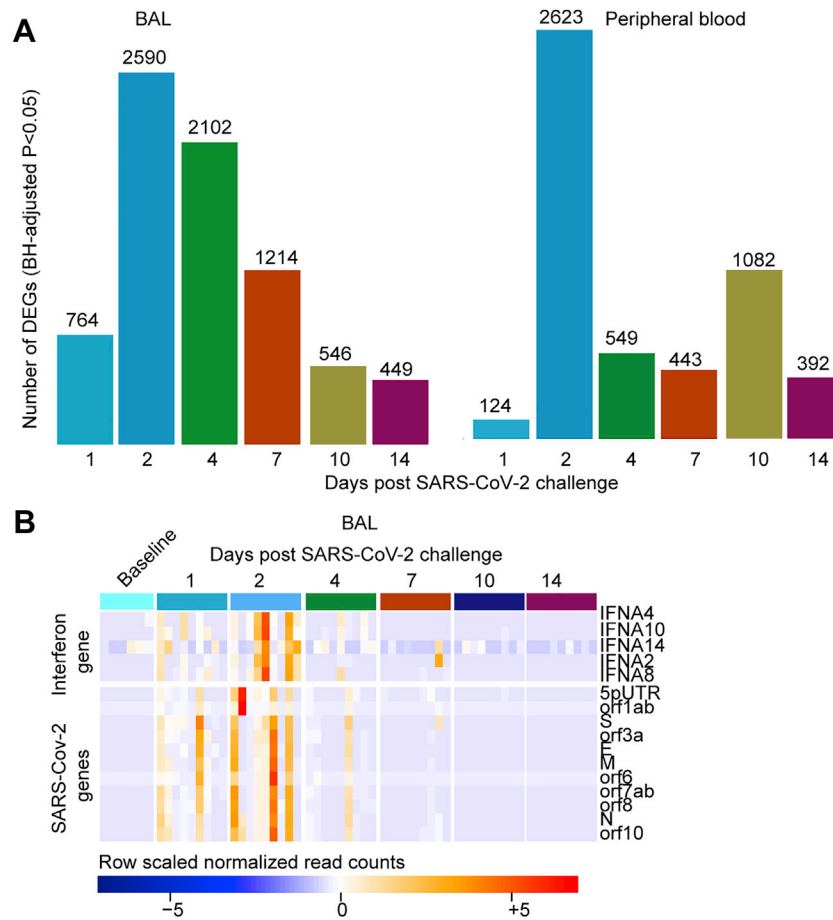 A
BAL
Peripheral blood
Number of DEGs (BH-adjusted P<0.05)
764
2590
2102
1214
546
449
124
2623
549
443
1082
392
1 2 4 7 10 14
1 2 4 7 10 14
Days post SARS-CoV-2 challenge
B
BAL
Days post SARS-CoV-2 challenge
Baseline
1 2 4 7 10 14
Interferon
gene
IFNA4
IFNA10
IFNA14
IFNA2
IFNA8
SARS-Cov-2
genes
5pUTR
off1ab
S
orf3a
E
M
orf6
orf7ab
orf8
N
orf10
Row scaled normalized read counts
−5 0 +5